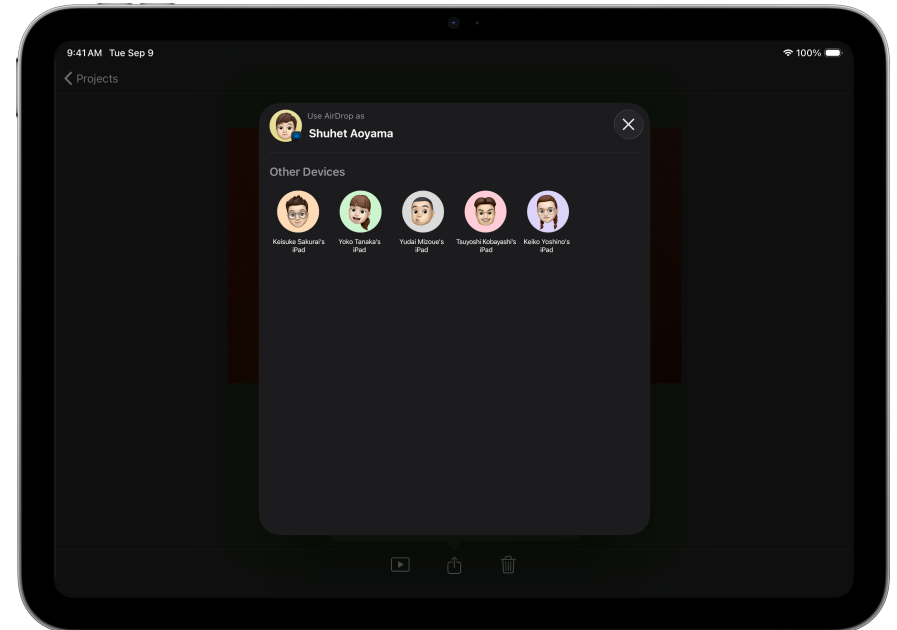 9:41 AM Tue Sep 9
100%
Projects
Use AirDrop as
Shuhet Aoyama
Other Devices
Keisuke Sakurai's
iPad
Yoko Tanaka's
iPad
Yudai Mizoue's
iPad
Tsuyoshi Kobayashi's
iPad
Keiko Yoshino's
iPad